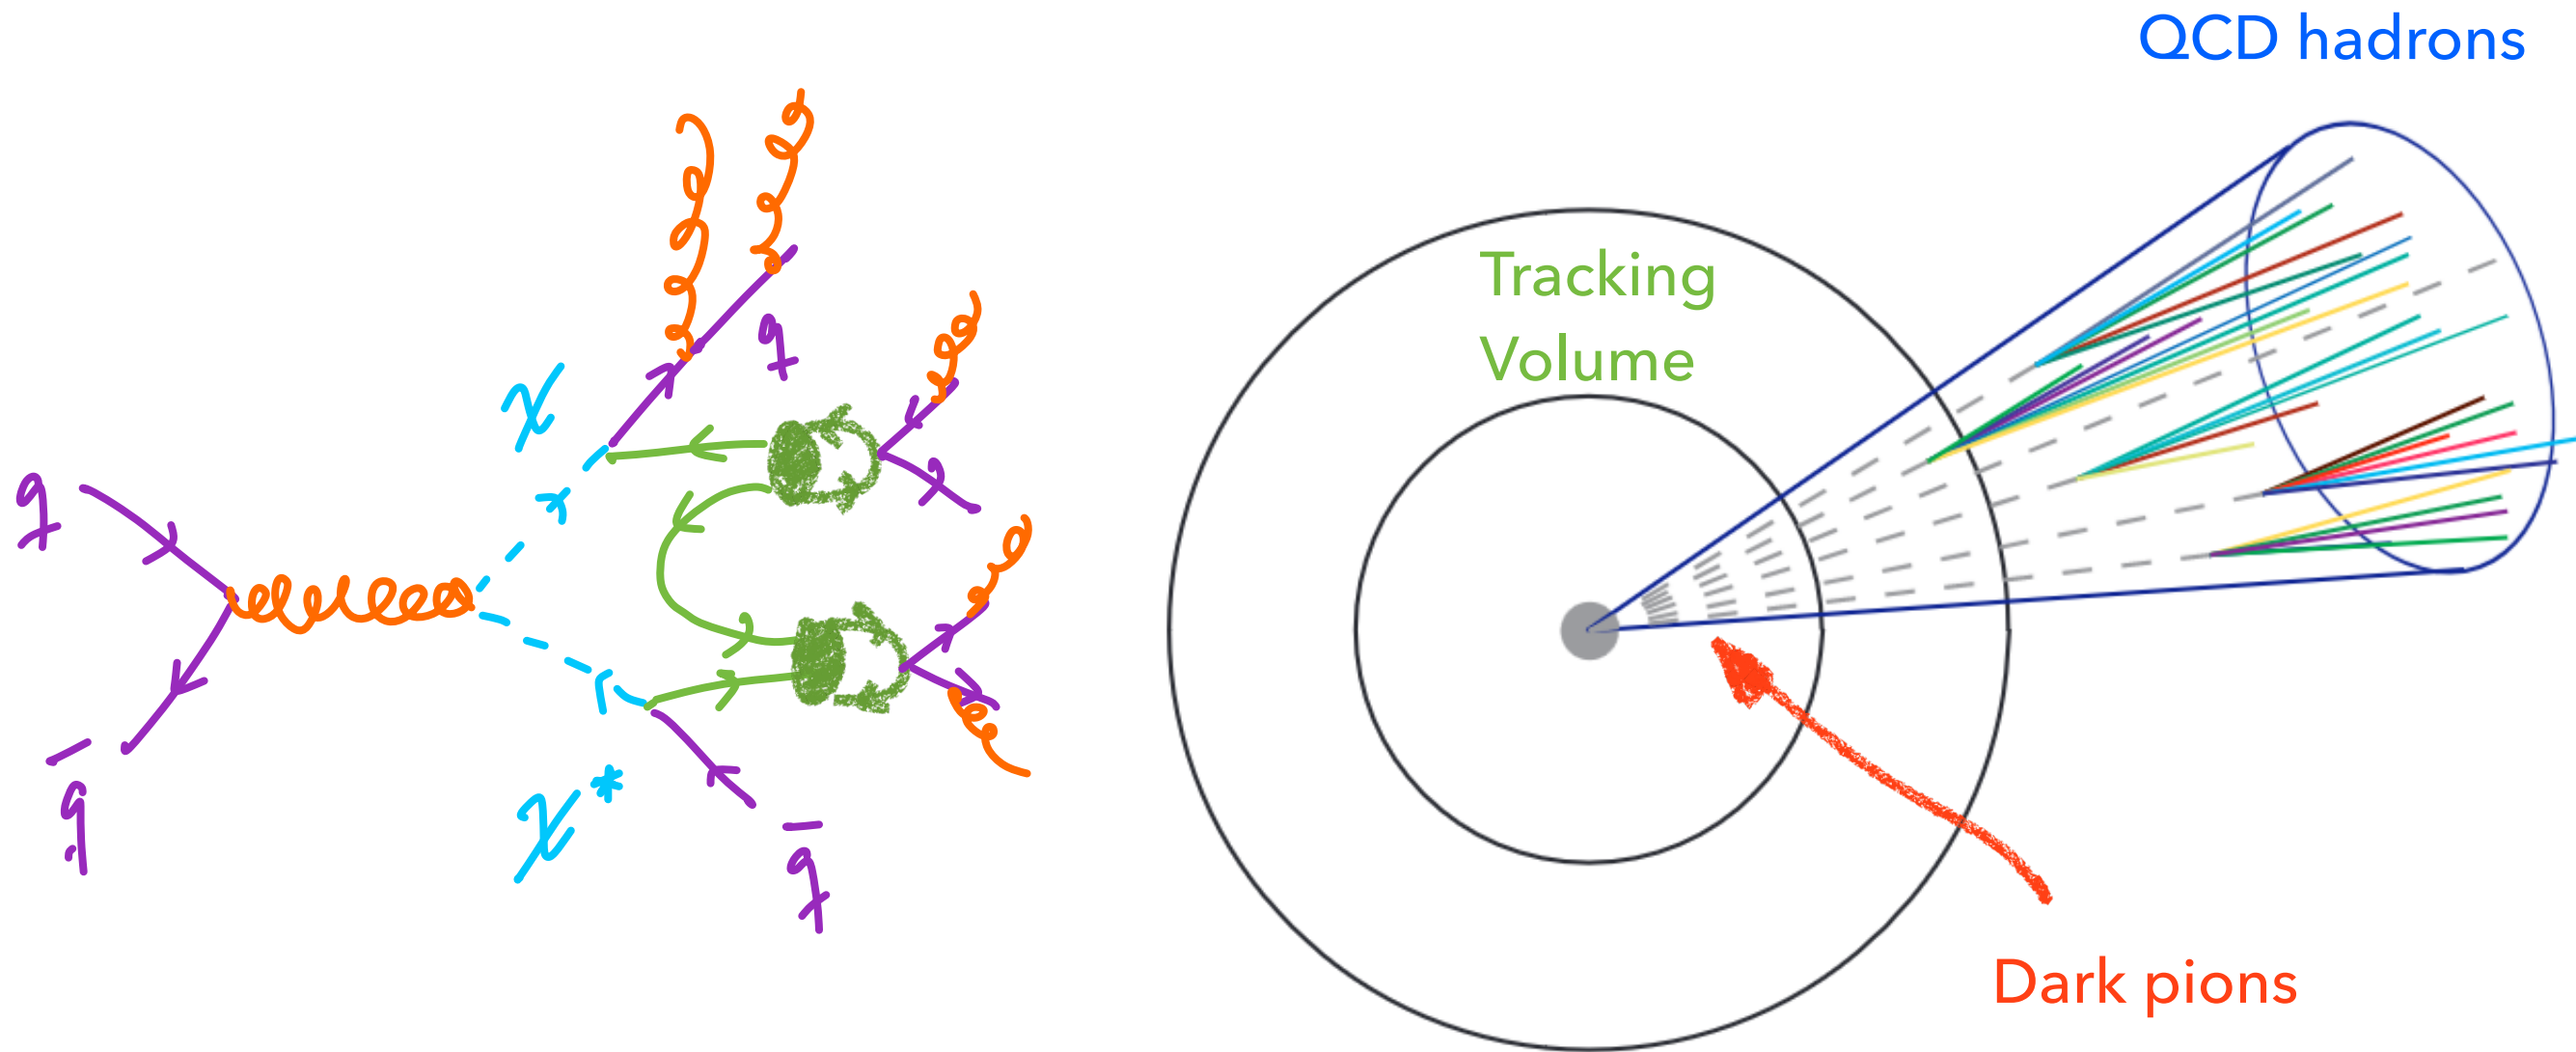 q
q̄
χ
χ*
q
q̄
Tracking
Volume
QCD hadrons
Dark pions